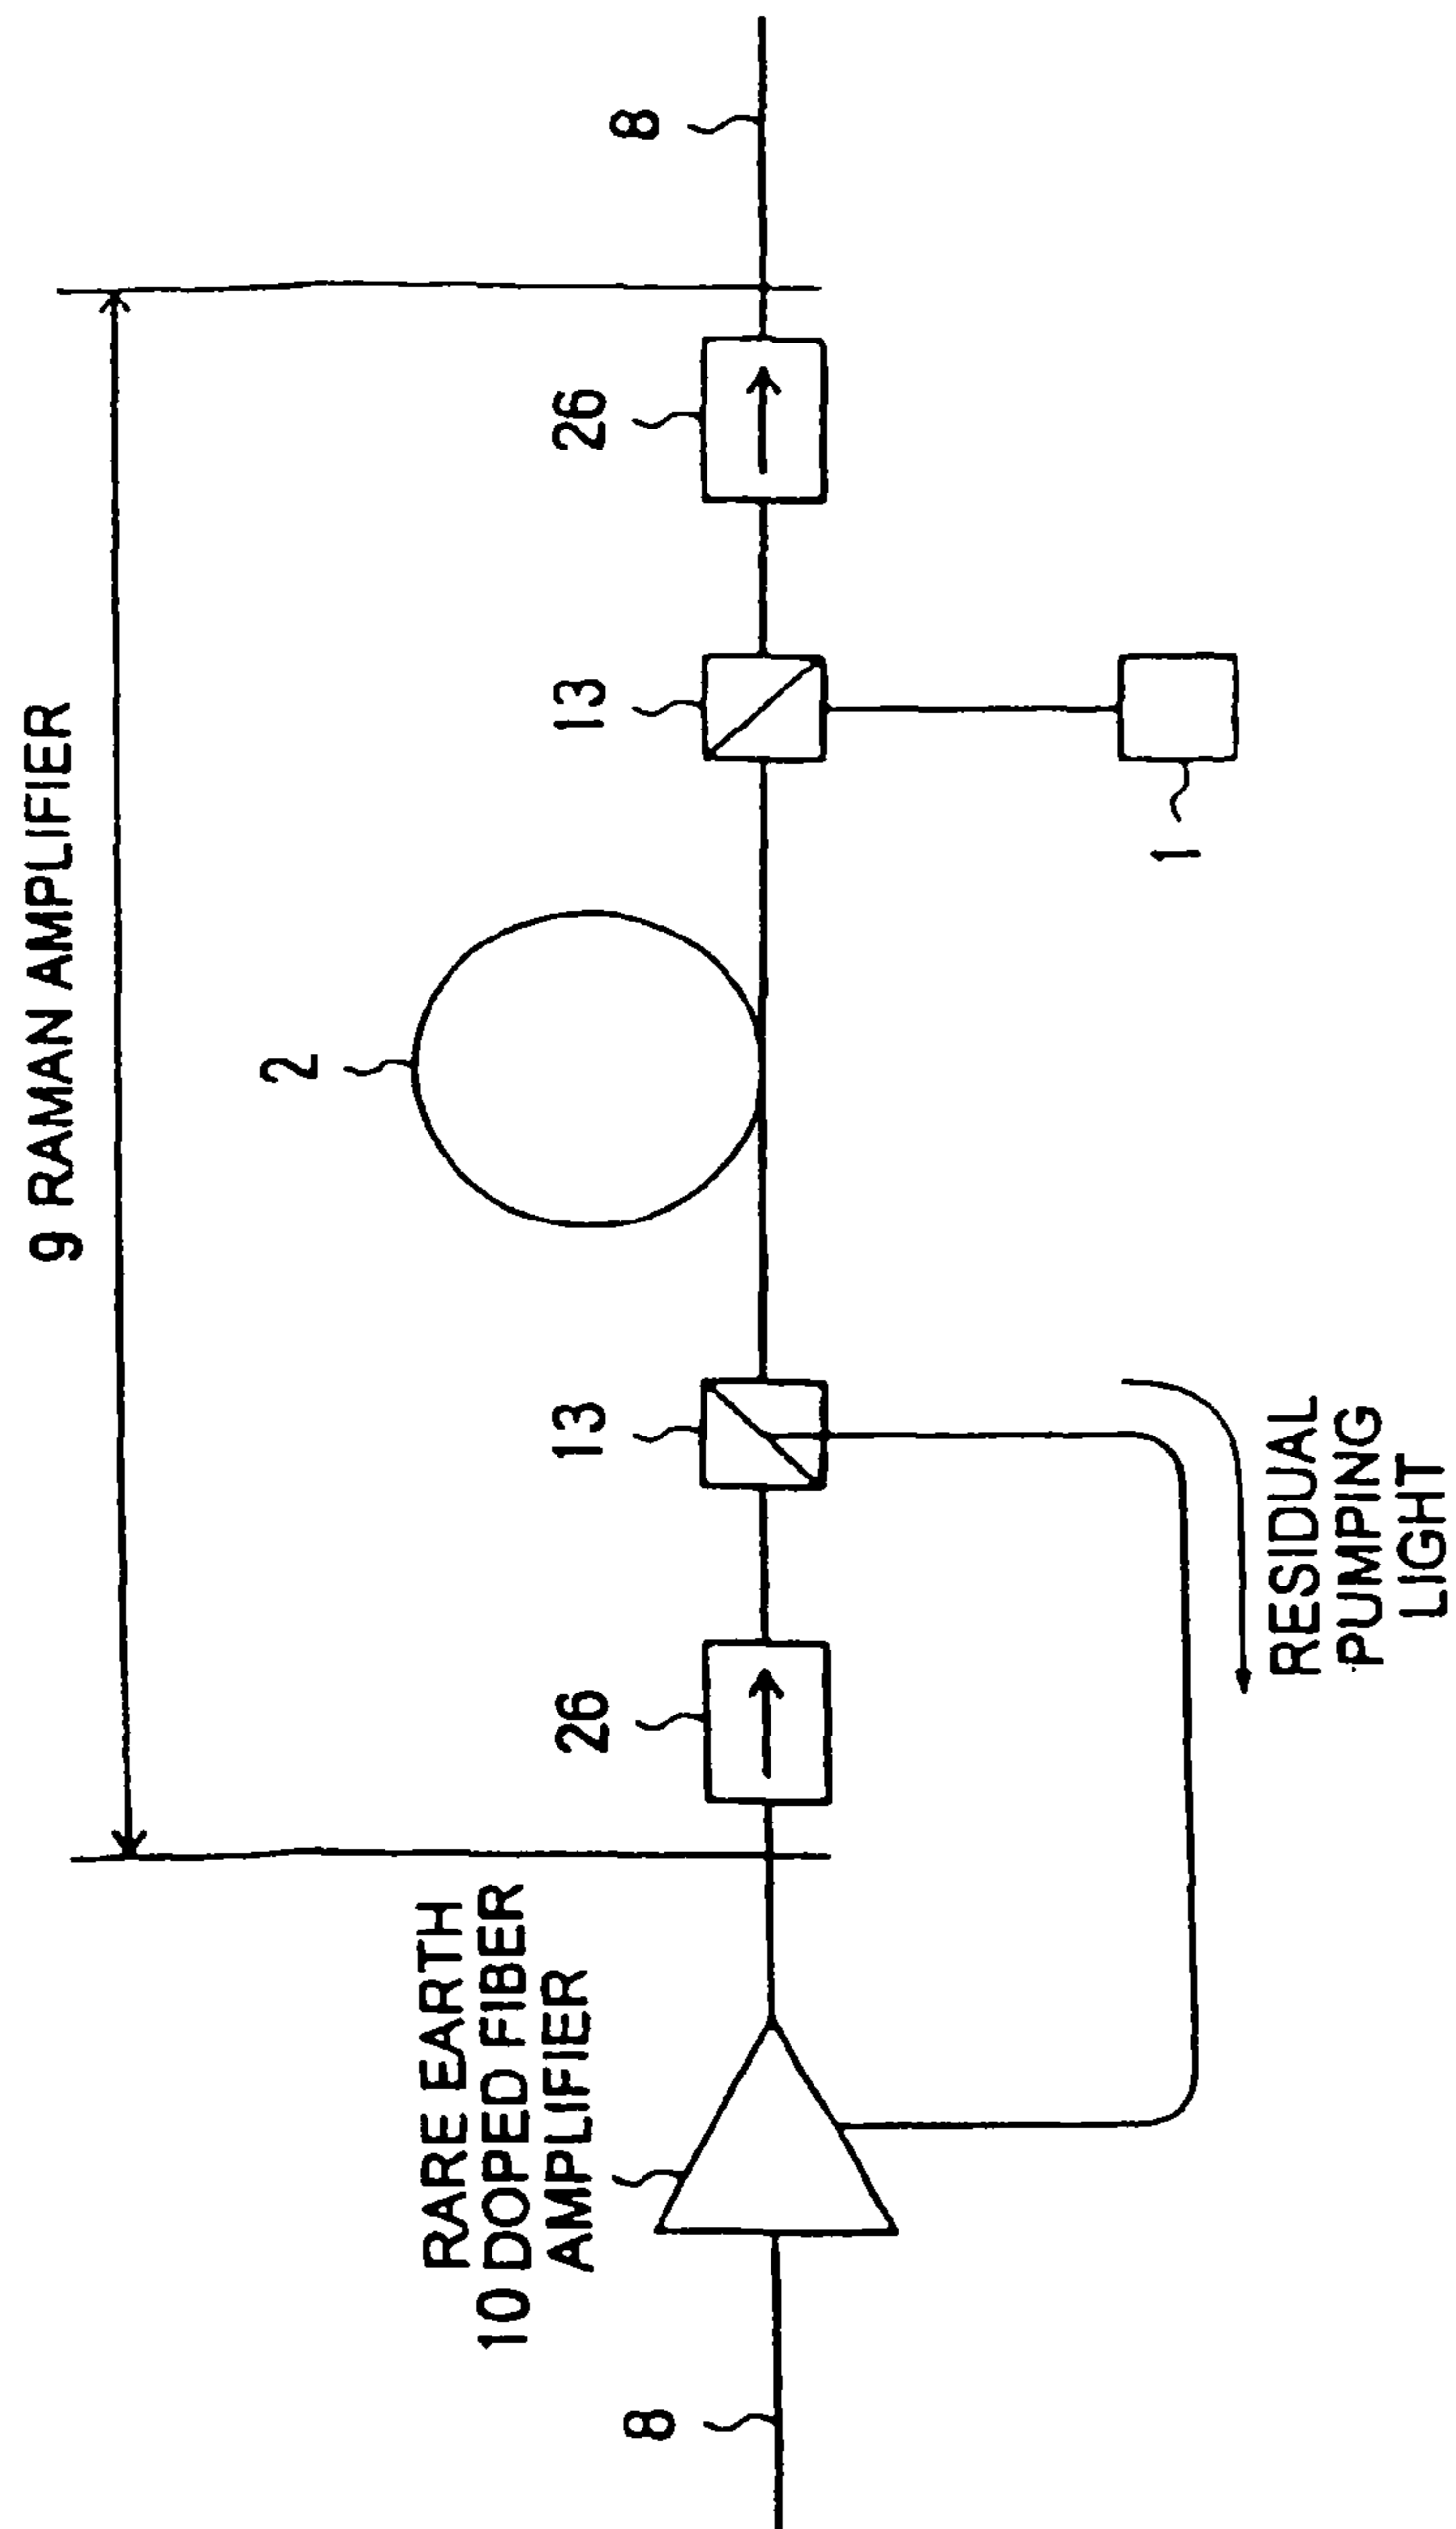 9 RAMAN AMPLIFIER
2
8
RARE EARTH
10 DOPED FIBER
AMPLIFIER
26
13
13
26
8
1
RESIDUAL
PUMPING
LIGHT